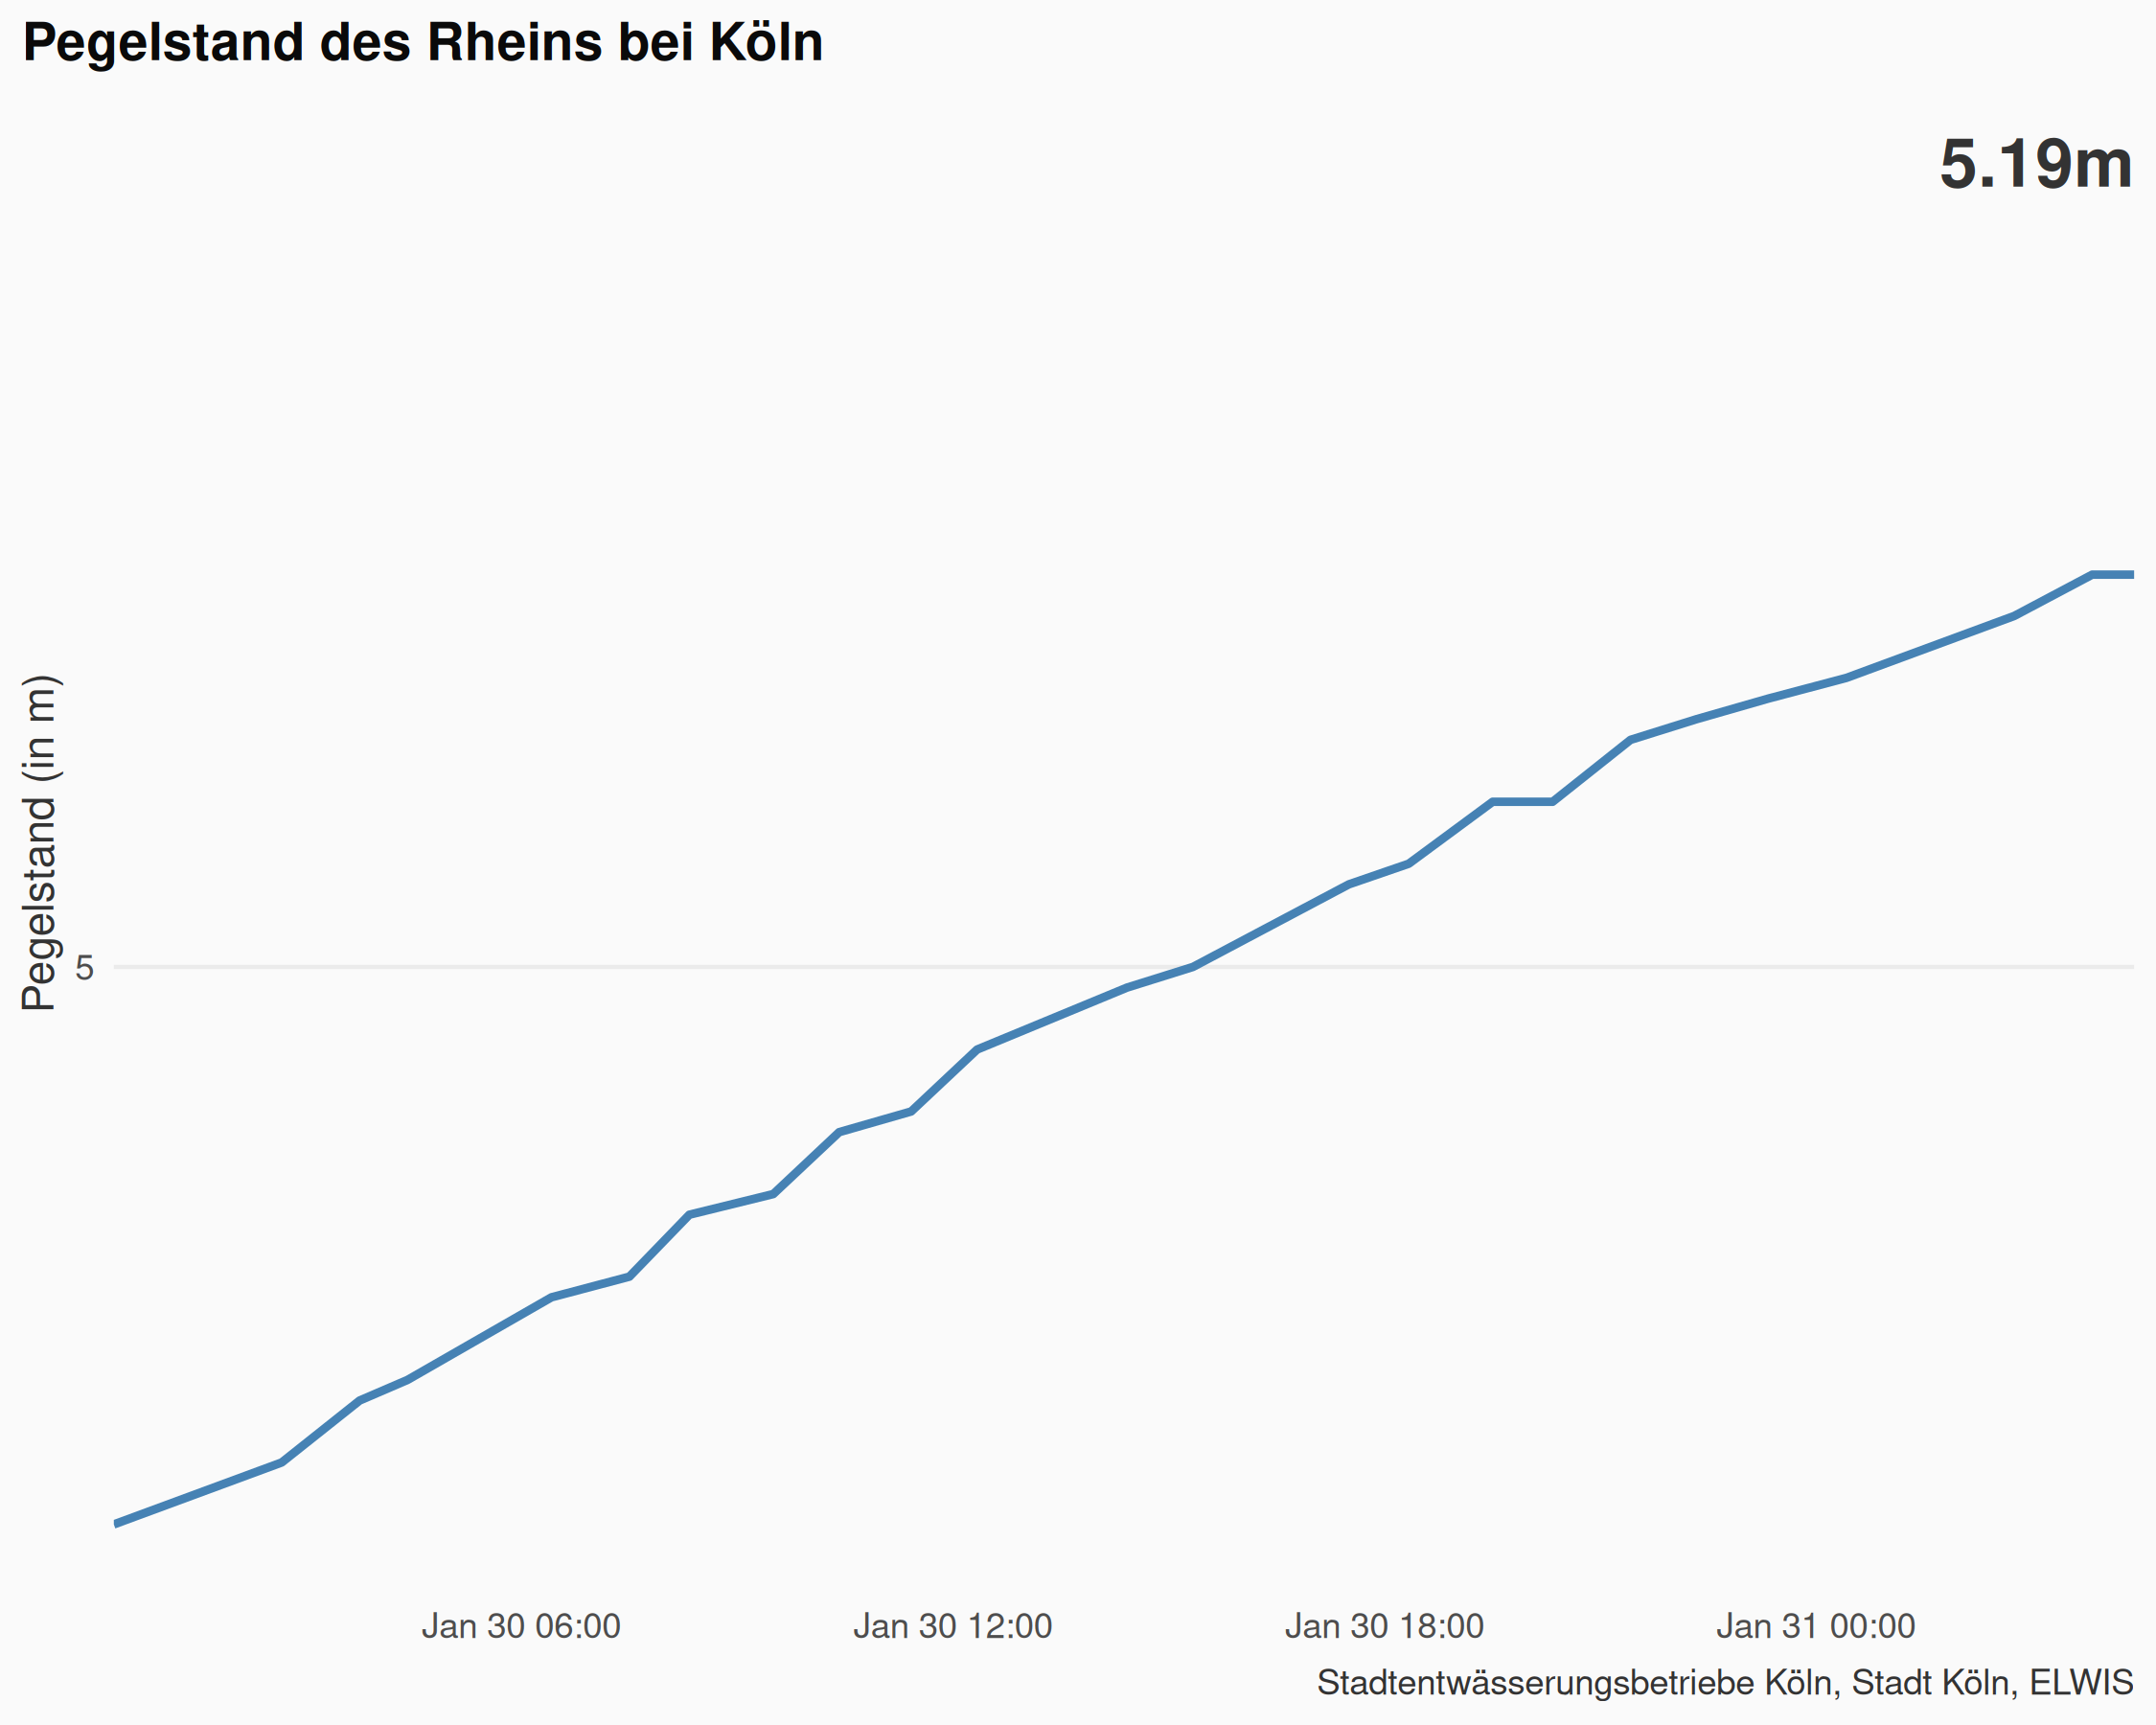 Pegelstand des Rheins bei Köln
5.19m
Pegelstand (in m)
5
Jan 30 06:00
Jan 30 12:00
Jan 30 18:00
Jan 31 00:00
Stadtentwässerungsbetriebe Köln, Stadt Köln, ELWIS